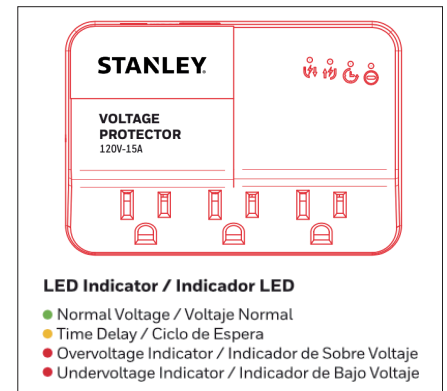 STANLEY
VOLTAGE
PROTECTOR
120V-15A
LED Indicator / Indicador LED
Normal Voltage / Voltaje Normal
Time Delay / Ciclo de Espera
Overvoltage Indicator / Indicador de Sobre Voltaje
Undervoltage Indicator / Indicador de Bajo Voltaje